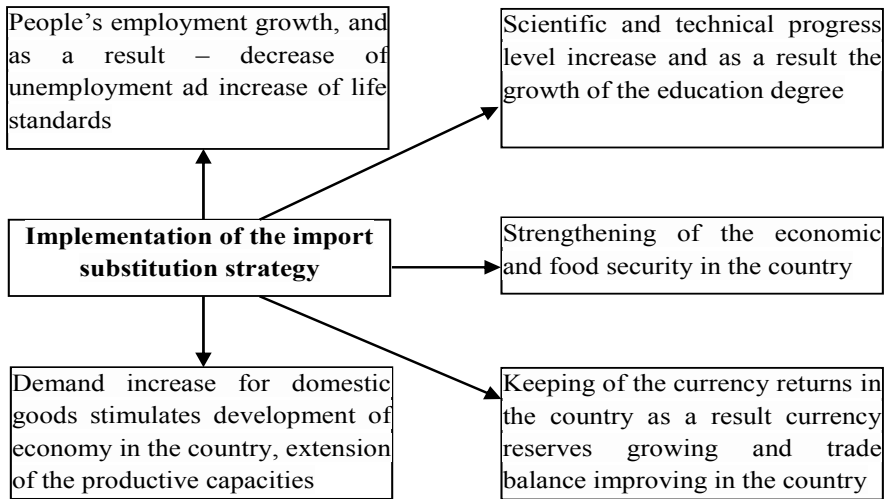 People’s employment growth, and
as a result – decrease of
unemployment ad increase of life
standards
Scientific and technical progress
level increase and as a result the
growth of the education degree
Implementation of the import
substitution strategy
Strengthening of the economic
and food security in the country
Demand increase for domestic
goods stimulates development of
economy in the country, extension
of the productive capacities
Keeping of the currency returns in
the country as a result currency
reserves growing and trade
balance improving in the country